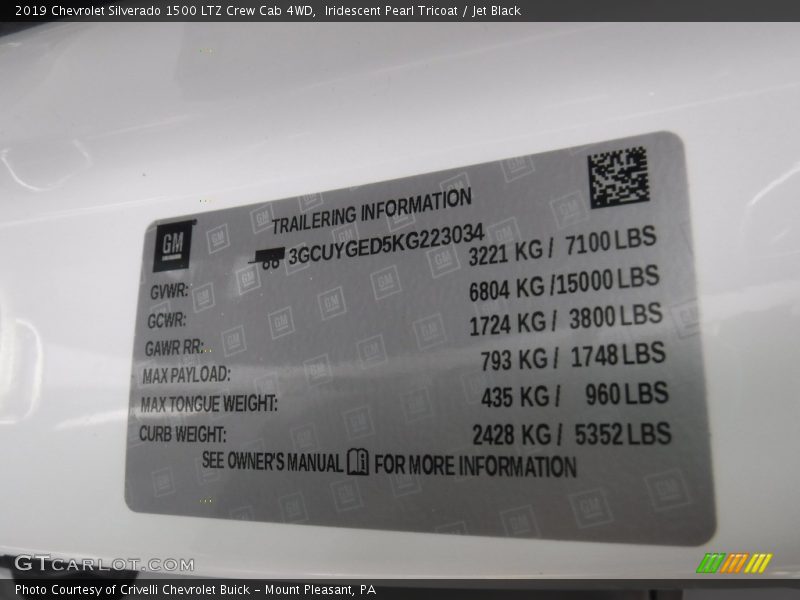 2019 Chevrolet Silverado 1500 LTZ Crew Cab 4WD, Iridescent Pearl Tricoat / Jet Black
GM
TRAILERING INFORMATION
3GCUYGED5KG223034
GVWR: 3221 KG / 7100 LBS
GCWR: 6804 KG /15000 LBS
GAWR RR: 1724 KG / 3800 LBS
MAX PAYLOAD: 793 KG / 1748 LBS
MAX TONGUE WEIGHT: 435 KG / 960 LBS
CURB WEIGHT: 2428 KG / 5352 LBS
SEE OWNER'S MANUAL FOR MORE INFORMATION
GTCARLOT.COM
Photo Courtesy of Crivelli Chevrolet Buick - Mount Pleasant, PA